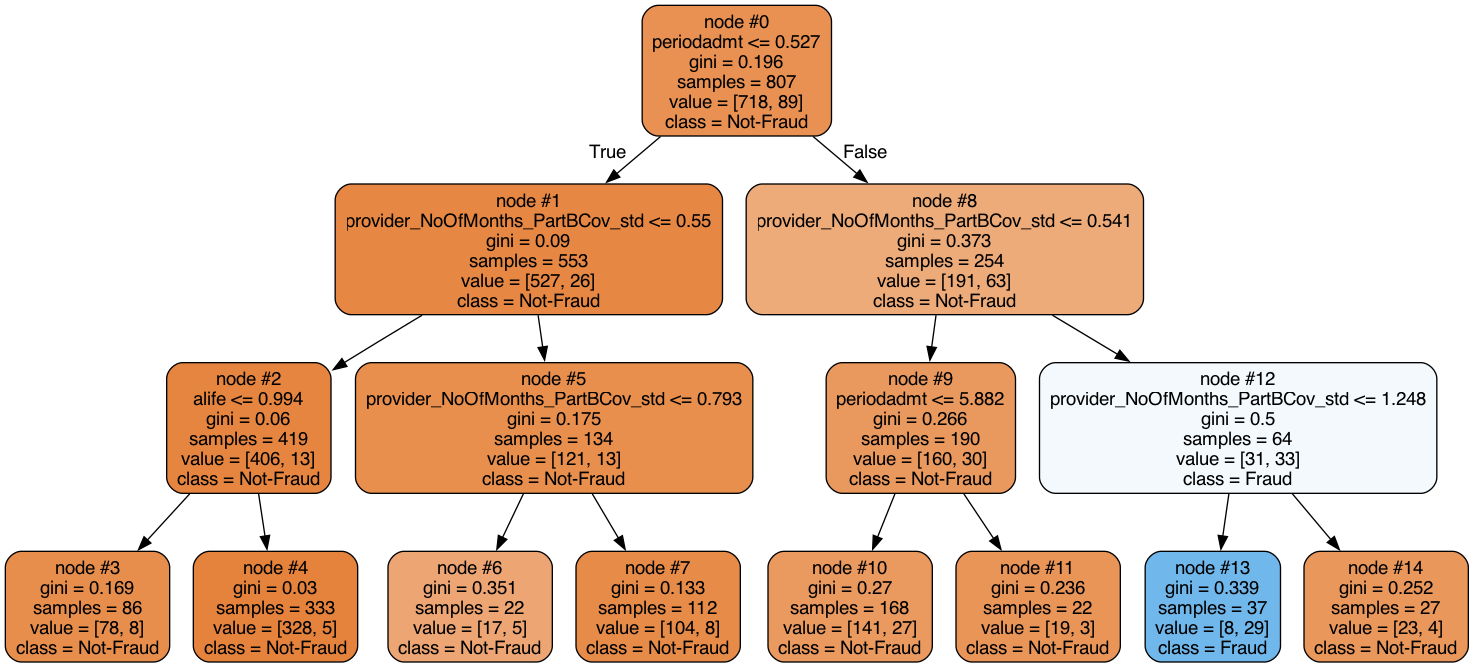 node #0
periodadmt <= 0.527
gini = 0.196
samples = 807
value = [718, 89]
class = Not-Fraud
True
False
node #1
provider_NoOfMonths_PartBCov_std <= 0.55
gini = 0.09
samples = 553
value = [527, 26]
class = Not-Fraud
node #8
provider_NoOfMonths_PartBCov_std <= 0.541
gini = 0.373
samples = 254
value = [191, 63]
class = Not-Fraud
node #2
alife <= 0.994
gini = 0.06
samples = 419
value = [406, 13]
class = Not-Fraud
node #5
provider_NoOfMonths_PartBCov_std <= 0.793
gini = 0.175
samples = 134
value = [121, 13]
class = Not-Fraud
node #9
periodadmt <= 5.882
gini = 0.266
samples = 190
value = [160, 30]
class = Not-Fraud
node #12
provider_NoOfMonths_PartBCov_std <= 1.248
gini = 0.5
samples = 64
value = [31, 33]
class = Fraud
node #3
gini = 0.169
samples = 86
value = [78, 8]
class = Not-Fraud
node #4
gini = 0.03
samples = 333
value = [328, 5]
class = Not-Fraud
node #6
gini = 0.351
samples = 22
value = [17, 5]
class = Not-Fraud
node #7
gini = 0.133
samples = 112
value = [104, 8]
class = Not-Fraud
node #10
gini = 0.27
samples = 168
value = [141, 27]
class = Not-Fraud
node #11
gini = 0.236
samples = 22
value = [19, 3]
class = Not-Fraud
node #13
gini = 0.339
samples = 37
value = [8, 29]
class = Fraud
node #14
gini = 0.252
samples = 27
value = [23, 4]
class = Not-Fraud